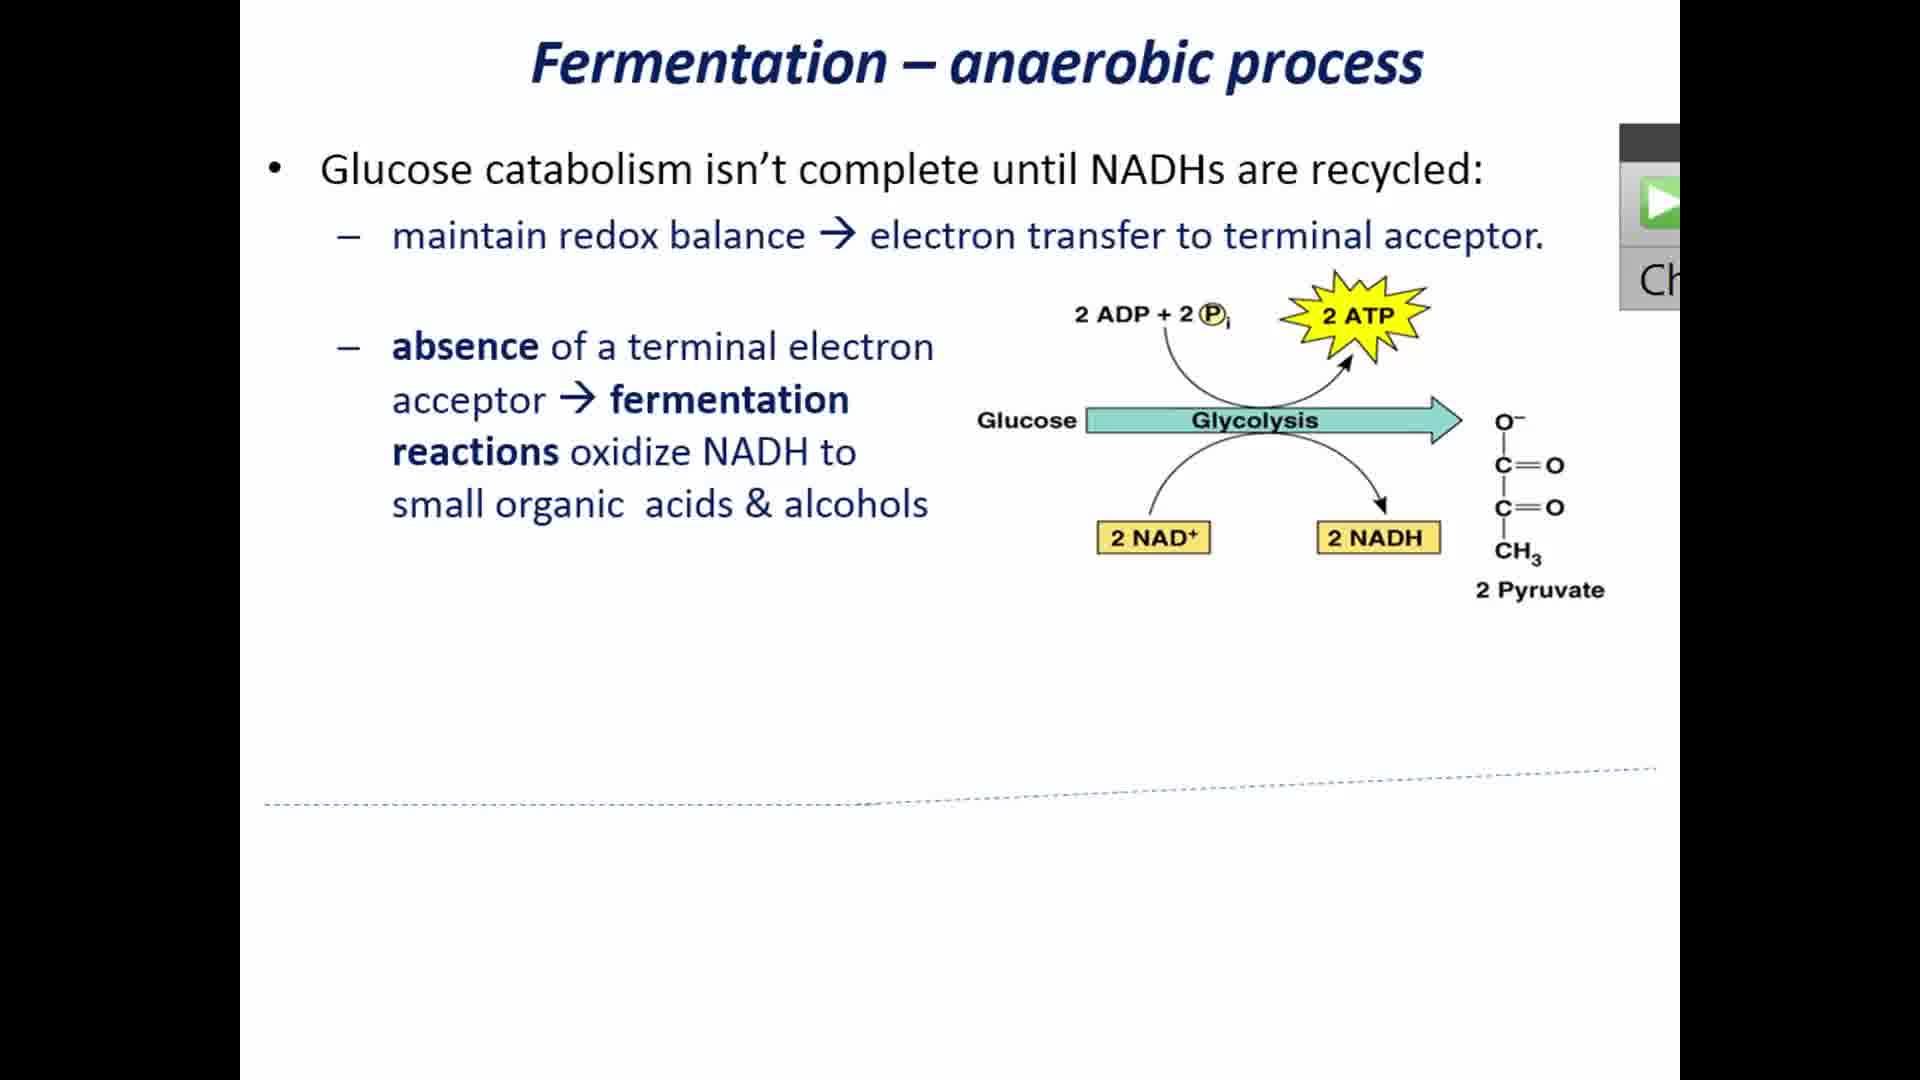 Fermentation – anaerobic process
• Glucose catabolism isn't complete until NADHs are recycled:
– maintain redox balance → electron transfer to terminal acceptor.
– absence of a terminal electron
acceptor → fermentation
reactions oxidize NADH to
small organic acids & alcohols
2 ADP + 2 Pi
2 ATP
Glucose
Glycolysis
2 NAD⁺
2 NADH
O⁻
C=O
C=O
CH₃
2 Pyruvate
Ch